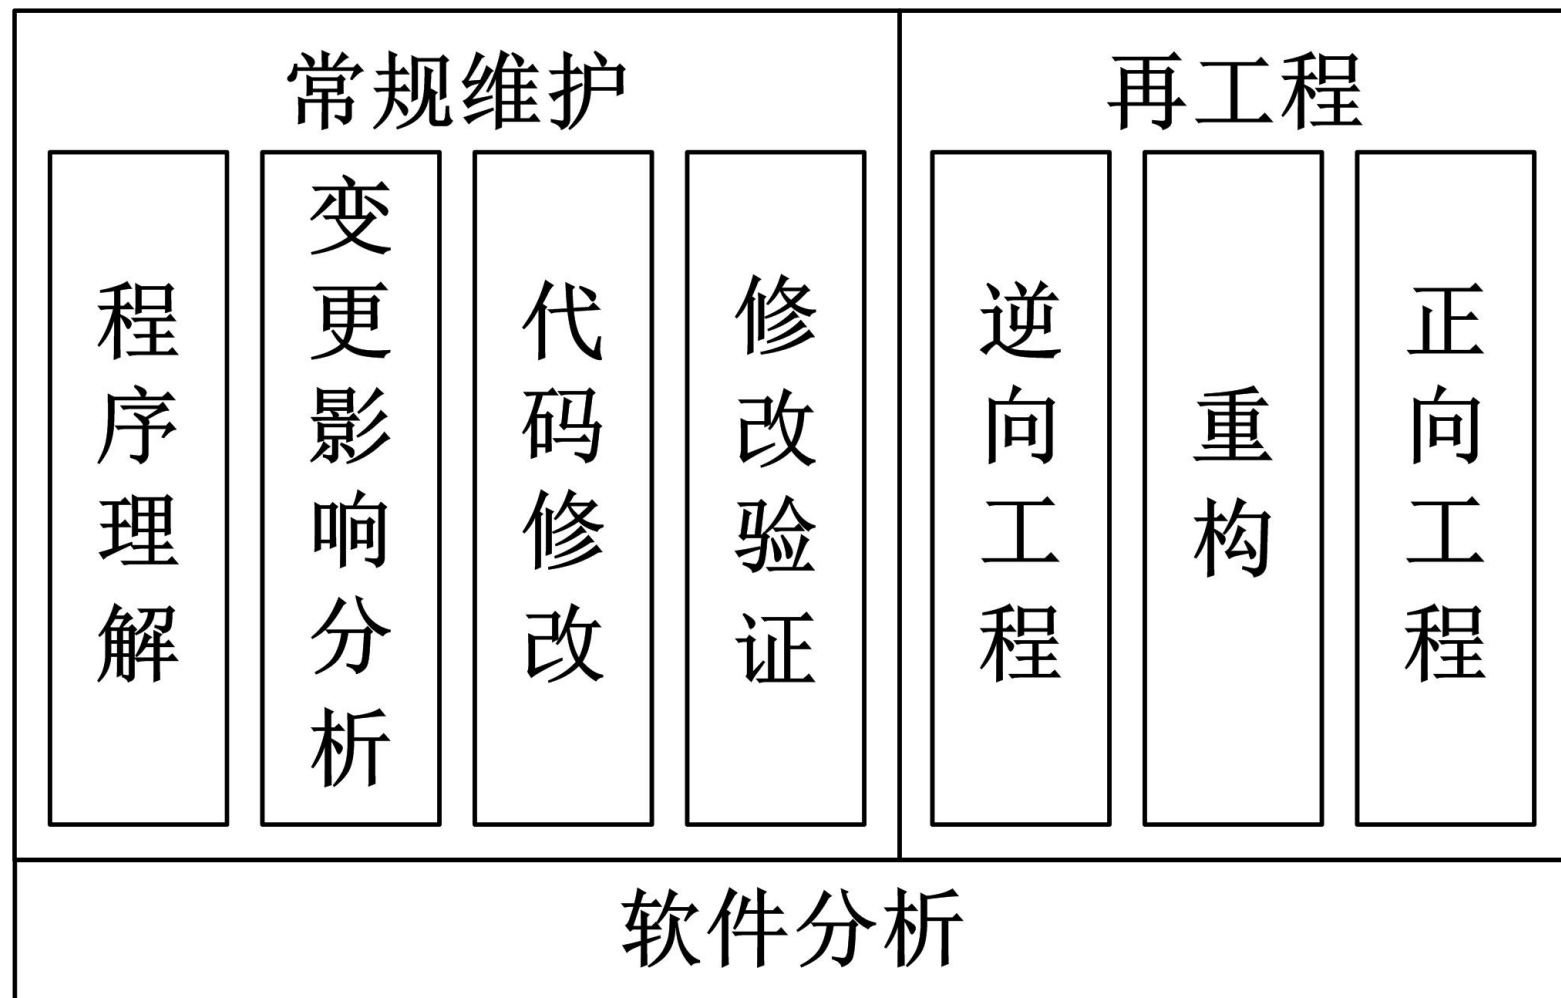 常规维护
程序理解
变更影响分析
代码修改
修改验证
再工程
逆向工程
重构
正向工程
软件分析